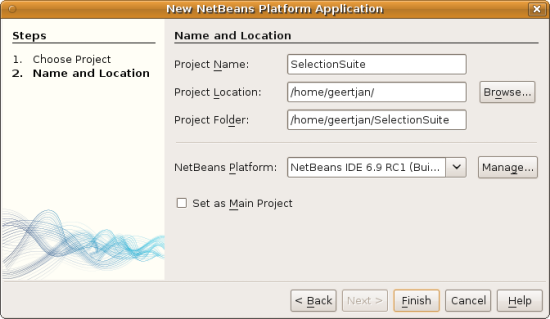 New NetBeans Platform Application
Steps
1. Choose Project
2. Name and Location
Name and Location
Project Name: SelectionSuite
Project Location: /home/geertjan/ Browse...
Project Folder: /home/geertjan/SelectionSuite
NetBeans Platform: NetBeans IDE 6.9 RC1 (Bui... Manage...
Set as Main Project
< Back Next > Finish Cancel Help